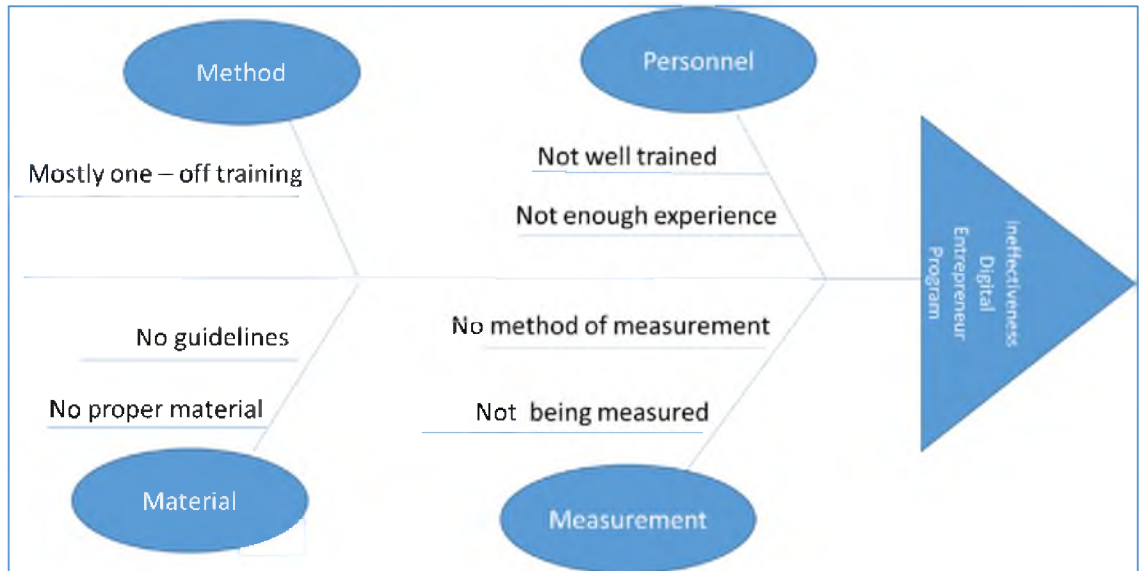 Method
Personnel
Mostly one – off training
Not well trained
Not enough experience
Ineffectiveness
Digital
Entrepreneur
Program
No guidelines
No method of measurement
No proper material
Not being measured
Material
Measurement